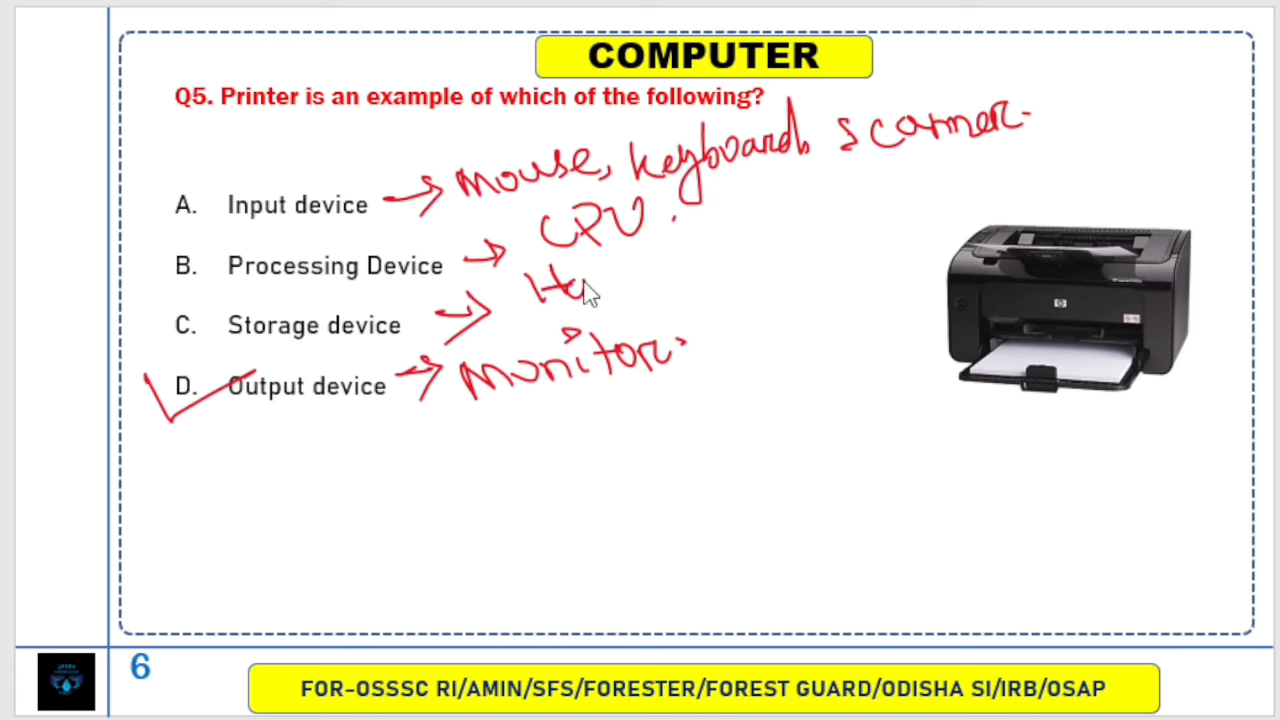 COMPUTER
Q5. Printer is an example of which of the following?
A. Input device → mouse, keyboard, scanner.
B. Processing Device → CPU.
C. Storage device →
D. Output device → Monitor.
hp
6
FOR-OSSSC RI/AMIN/SFS/FORESTER/FOREST GUARD/ODISHA SI/IRB/OSAP